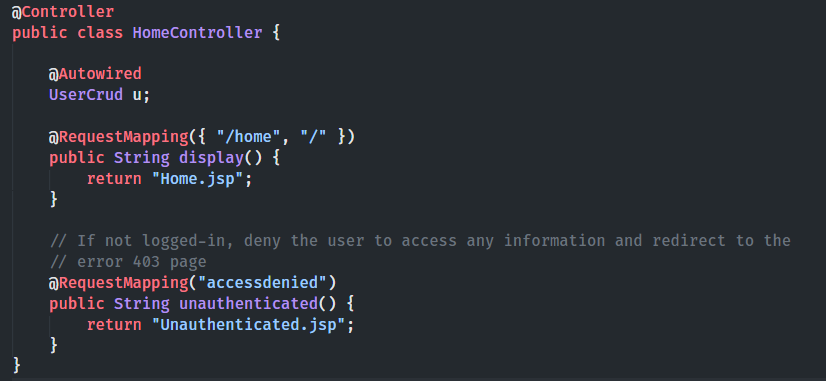 @Controller
public class HomeController {
@Autowired
UserCrud u;
@RequestMapping({ "/home", "/" })
public String display() {
return "Home.jsp";
}
// If not logged-in, deny the user to access any information and redirect to the
// error 403 page
@RequestMapping("accessdenied")
public String unauthenticated() {
return "Unauthenticated.jsp";
}
}